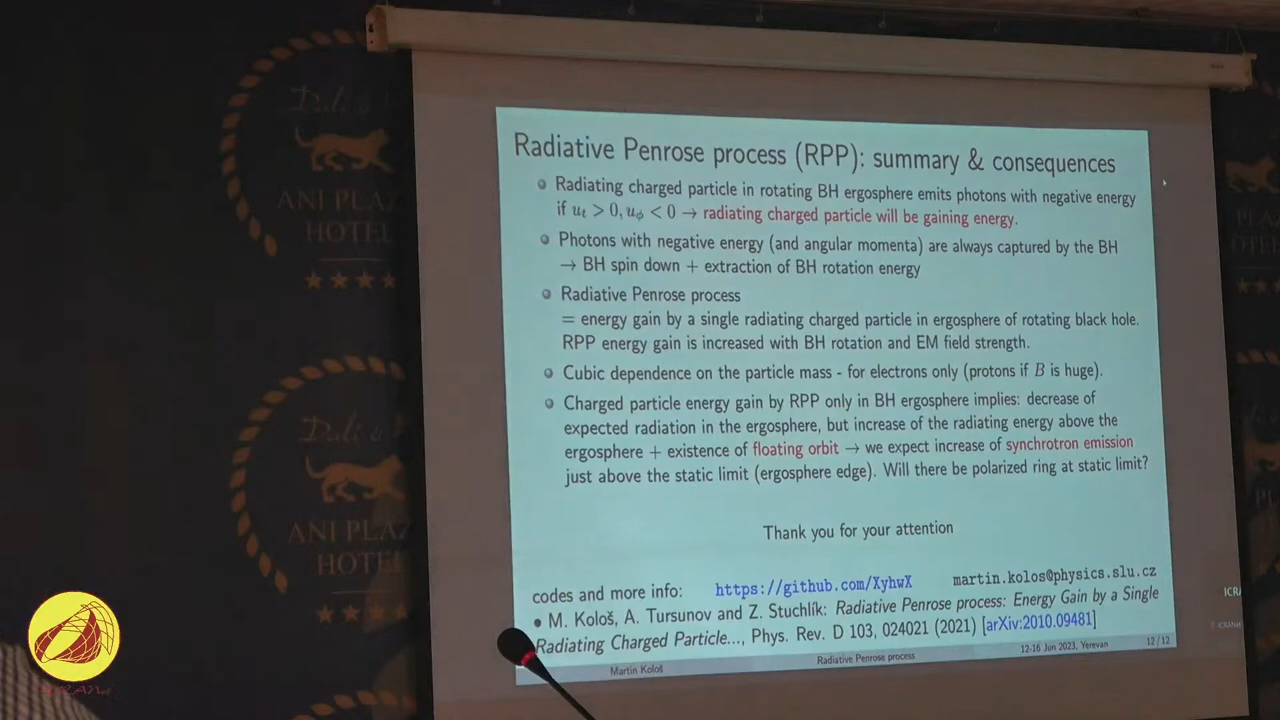 Radiative Penrose process (RPP): summary & consequences
Radiating charged particle in rotating BH ergosphere emits photons with negative energy
if u_t > 0, u_ϕ < 0 → radiating charged particle will be gaining energy.
Photons with negative energy (and angular momenta) are always captured by the BH
→ BH spin down + extraction of BH rotation energy
Radiative Penrose process
= energy gain by a single radiating charged particle in ergosphere of rotating black hole.
RPP energy gain is increased with BH rotation and EM field strength.
Cubic dependence on the particle mass - for electrons only (protons if B is huge).
Charged particle energy gain by RPP only in BH ergosphere implies: decrease of
expected radiation in the ergosphere, but increase of the radiating energy above the
ergosphere + existence of floating orbit → we expect increase of synchrotron emission
just above the static limit (ergosphere edge). Will there be polarized ring at static limit?
Thank you for your attention
codes and more info: https://github.com/XyhwX martin.kolos@physics.slu.cz
• M. Kološ, A. Tursunov and Z. Stuchlík: Radiative Penrose process: Energy Gain by a Single
Radiating Charged Particle..., Phys. Rev. D 103, 024021 (2021) [arXiv:2010.09481]
Martin Kološ Radiative Penrose process 12-16 Jun 2023, Yerevan 12/12
ANI PLAZ
HOTEL
ANI PLAZ
HOTEL
ICRA